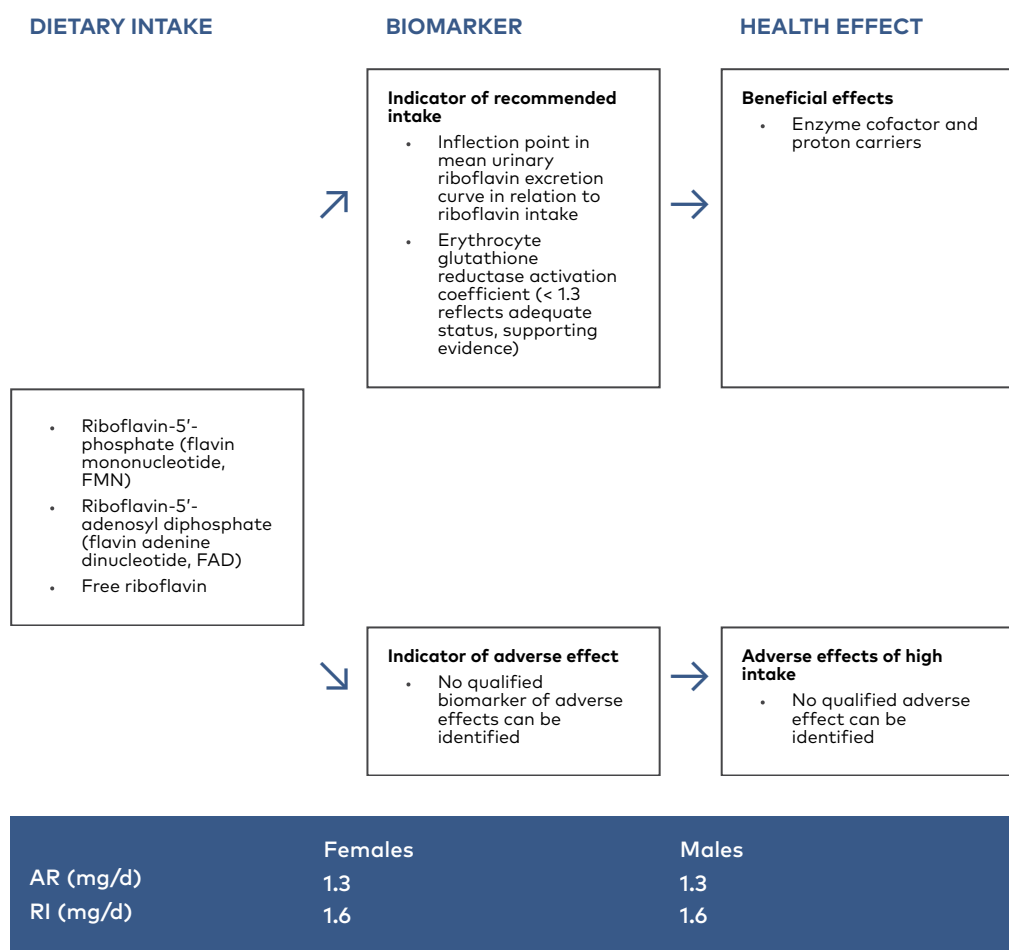 DIETARY INTAKE
BIOMARKER
HEALTH EFFECT
Indicator of recommended
intake
• Inflection point in
mean urinary
riboflavin excretion
curve in relation to
riboflavin intake
• Erythrocyte
glutathione
reductase activation
coefficient (< 1.3
reflects adequate
status, supporting
evidence)
Beneficial effects
• Enzyme cofactor and
proton carriers
• Riboflavin-5’-
phosphate (flavin
mononucleotide,
FMN)
• Riboflavin-5’-
adenosyl diphosphate
(flavin adenine
dinucleotide, FAD)
• Free riboflavin
Indicator of adverse effect
• No qualified
biomarker of adverse
effects can be
identified
Adverse effects of high
intake
• No qualified adverse
effect can be
identified
Females Males
AR (mg/d) 1.3 1.3
RI (mg/d) 1.6 1.6